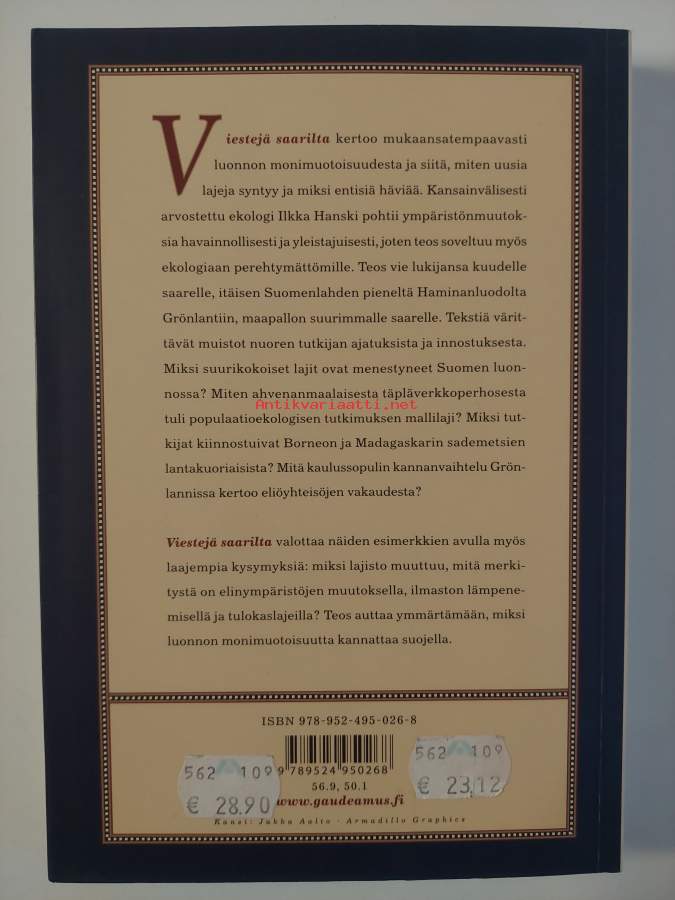 Viestejä saarilta kertoo mukaansatempaavasti
luonnon monimuotoisuudesta ja siitä, miten uusia
lajeja syntyy ja miksi entisiä häviää. Kansainvälisesti
arvostettu ekologi Ilkka Hanski pohtii ympäristönmuutok-
sia havainnollisesti ja yleistajuisesti, joten teos soveltuu myös
ekologiaan perehtymättömille. Teos vie lukijansa kuudelle
saarelle, itäisen Suomenlahden pieneltä Haminanluodolta
Grönlantiin, maapallon suurimmalle saarelle. Tekstiä värit-
tävät muistot nuoren tutkijan ajatuksista ja innostuksesta.
Miksi suurikokoiset lajit ovat menestyneet Suomen luon-
nossa? Miten ahvenanmaalaisesta täpläverkkoperhosesta
Antikvariaatti.net
tuli populaatioekologisen tutkimuksen mallilaji? Miksi tut-
kijat kiinnostuivat Borneon ja Madagaskarin sademetsien
lantakuoriaisista? Mitä kaulussopulin kannanvaihtelu Grön-
lannissa kertoo eliöyhteisöjen vakaudesta?
Viestejä saarilta valottaa näiden esimerkkien avulla myös
laajempia kysymyksiä: miksi lajisto muuttuu, mitä merki-
tystä on elinympäristöjen muutoksella, ilmaston lämpene-
misellä ja tulokaslajeilla? Teos auttaa ymmärtämään, miksi
luonnon monimuotoisuutta kannattaa suojella.
ISBN 978-952-495-026-8
562 109
€ 28.90
9 789524 950268
562 109
€ 23,12
56.9, 50.1
www.gaudeamus.fi
Kansi: Jukka Aalto · Armadillo Graphics